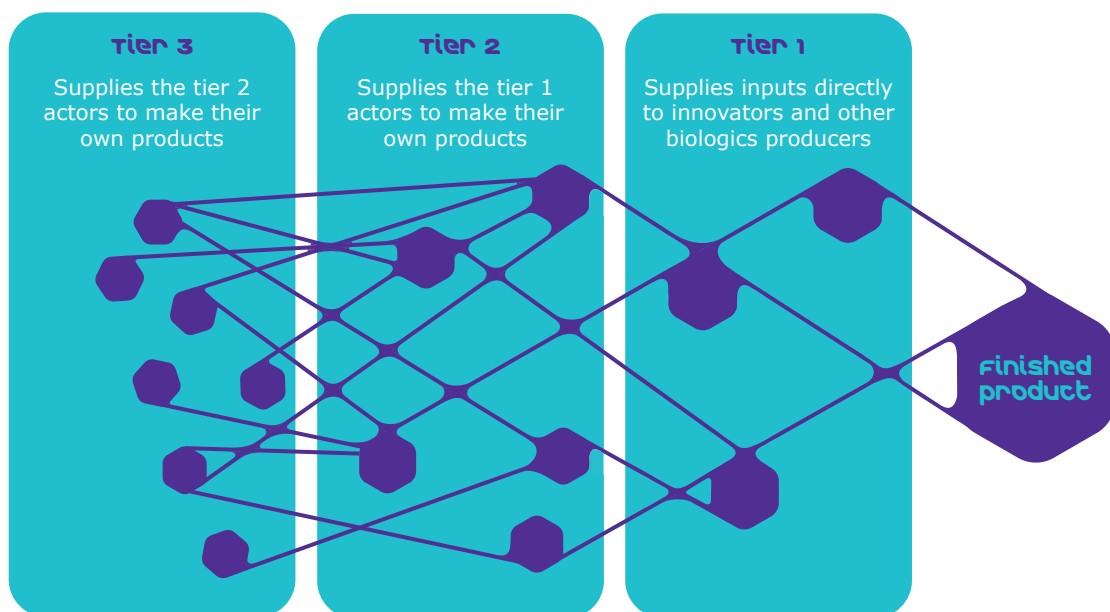 Tier 3
Supplies the tier 2
actors to make their
own products
Tier 2
Supplies the tier 1
actors to make their
own products
Tier 1
Supplies inputs directly
to innovators and other
biologics producers
Finished
product